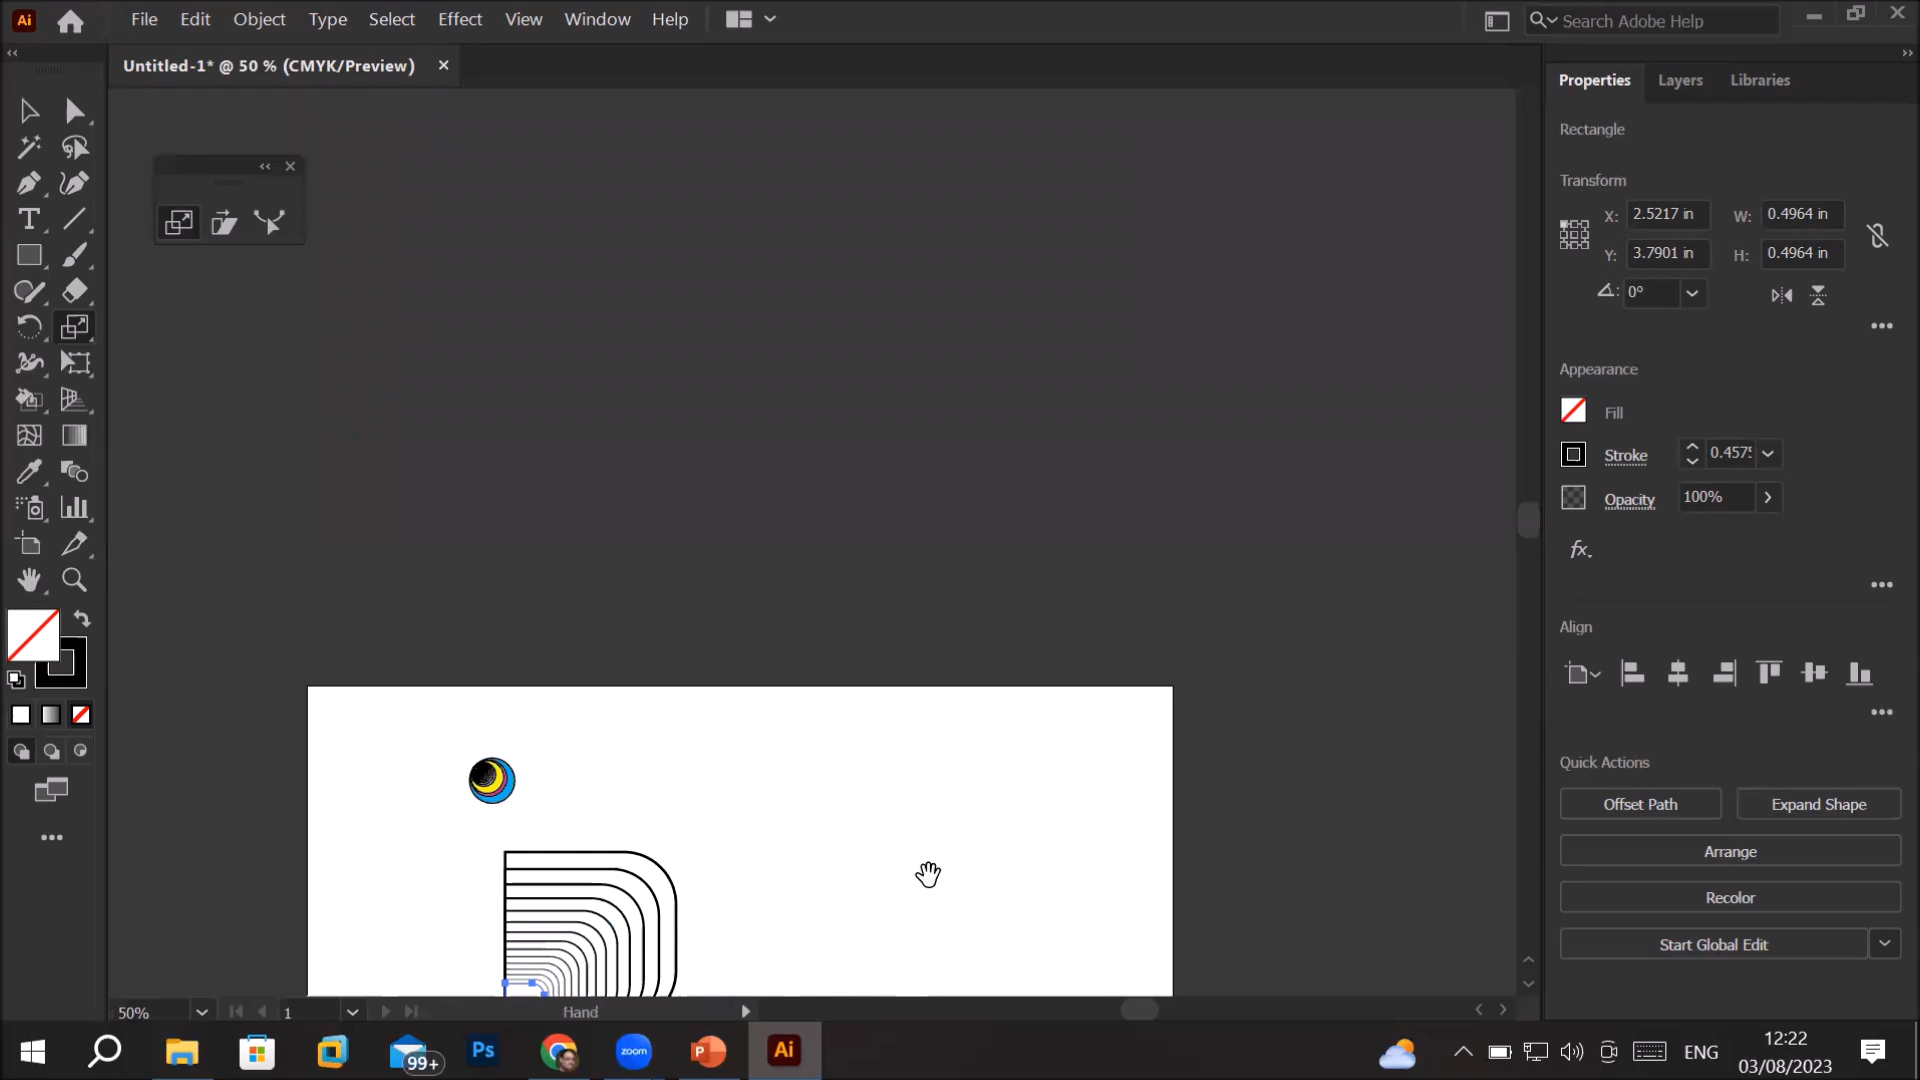 Ai File Edit Object Type Select Effect View Window Help Search Adobe Help
Untitled-1* @ 50 % (CMYK/Preview)
Properties Layers Libraries
Rectangle
Transform
X: 2.5217 in W: 0.4964 in
Y: 3.7901 in H: 0.4964 in
0°
Appearance
Fill
Stroke 0.457
Opacity 100%
fx
Align
Quick Actions
Offset Path Expand Shape
Arrange
Recolor
Start Global Edit
50% 1 Hand
99+ Ps zoom P Ai ENG
12:22
03/08/2023